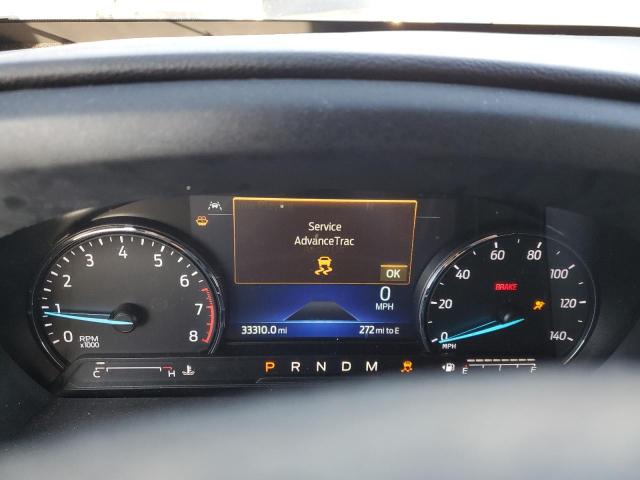 Service
AdvanceTrac
OK
0
MPH
33310.0 mi
272 mi to E
0 1 2 3 4 5 6 7 8
RPM
x1000
0 20 40 60 80 100 120 140
MPH
BRAKE
C H
P R N D M
E F